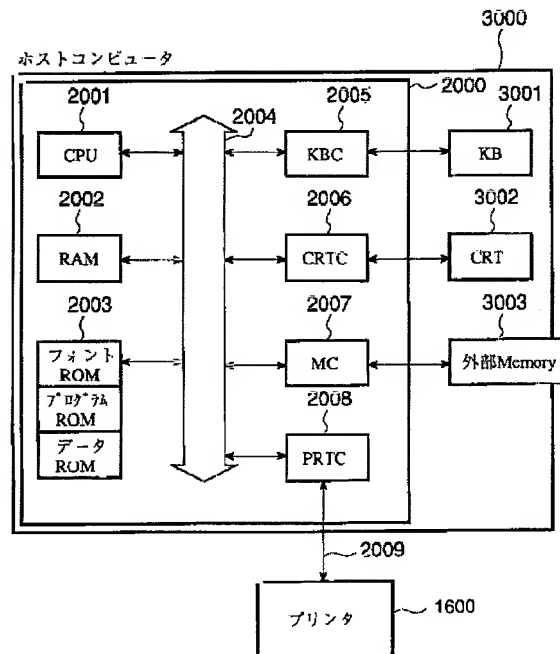 3000
ホストコンピュータ
2000
2001
2004
2005
3001
CPU
KBC
KB
2002
2006
3002
RAM
CRTC
CRT
2003
2007
3003
フォント
ROM
MC
外部Memory
プログラム
ROM
2008
データ
ROM
PRTC
2009
プリンタ
1600